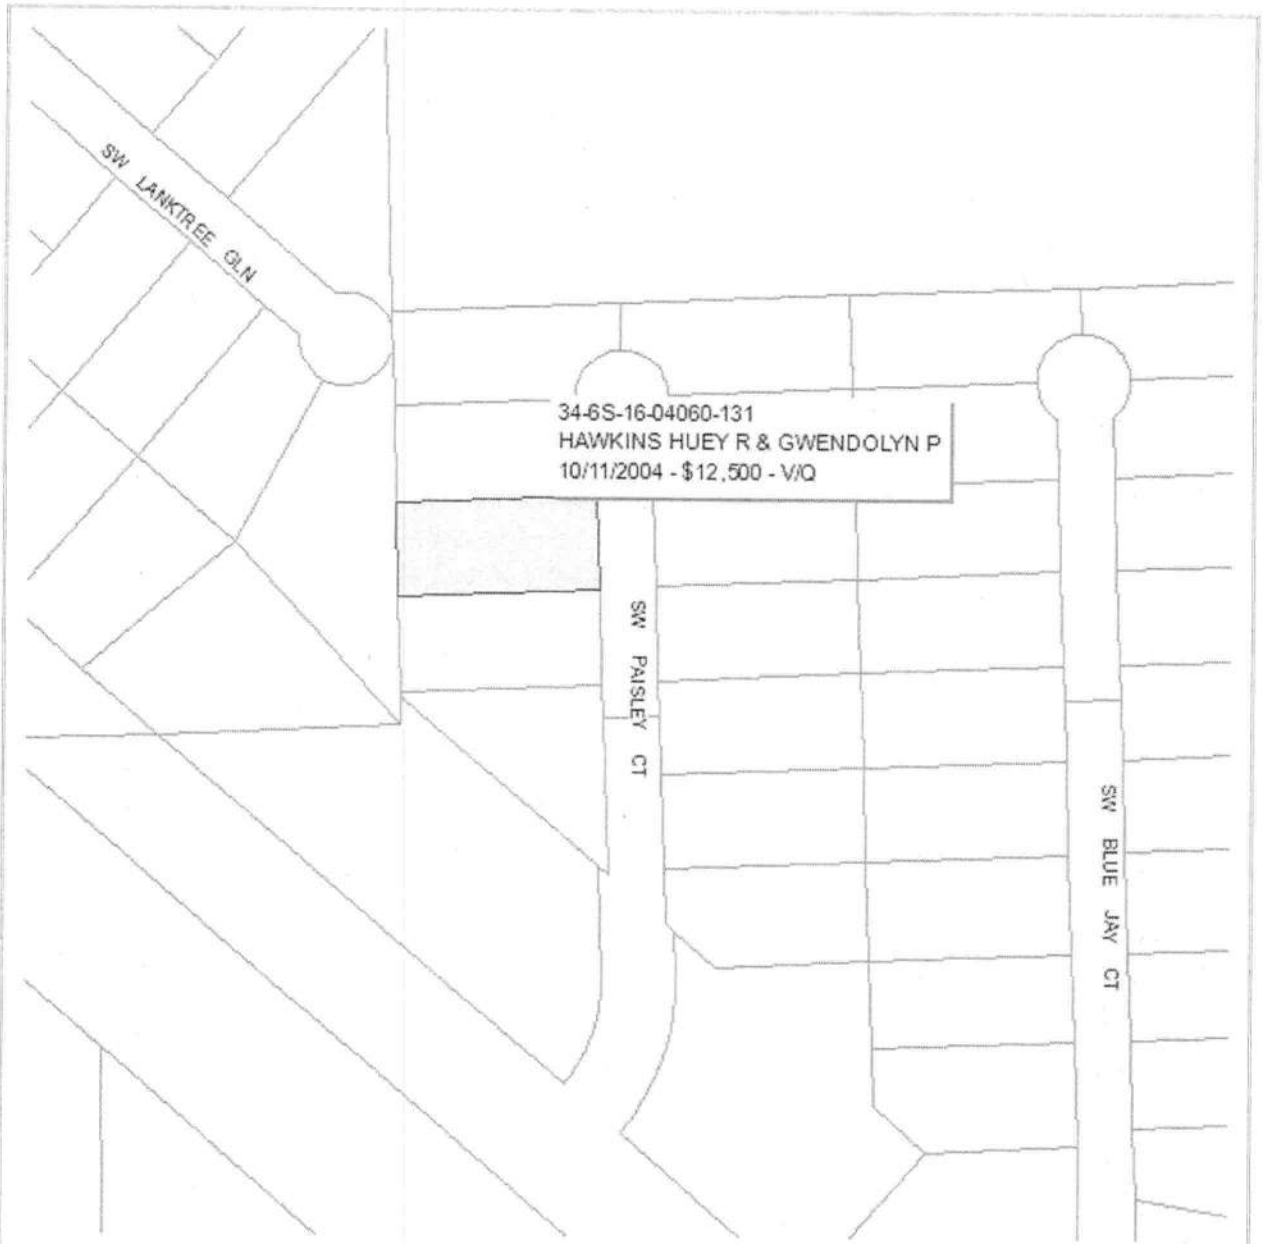 SW LANKTREE GLN
34-6S-16-04060-131
HAWKINS HUEY R & GWENDOLYN P
10/11/2004 - $12,500 - V/Q
SW PAISLEY CT
SW BLUE JAY CT